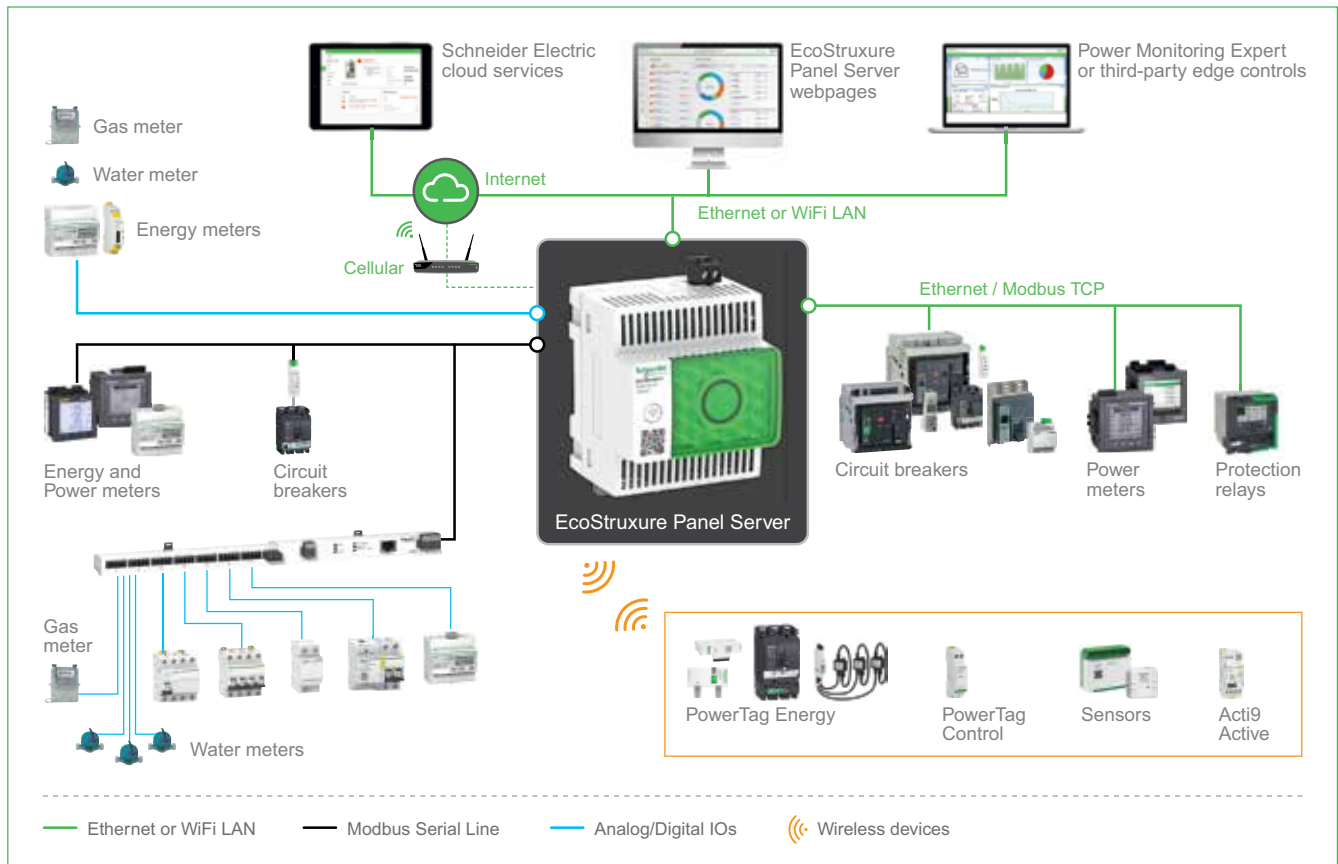 Schneider Electric
cloud services
EcoStruxure
Panel Server
webpages
Power Monitoring Expert
or third-party edge controls
Gas meter
Water meter
Energy meters
Internet
Ethernet or WiFi LAN
Cellular
Ethernet / Modbus TCP
Energy and
Power meters
Circuit
breakers
EcoStruxure Panel Server
Circuit breakers
Power
meters
Protection
relays
Gas
meter
Water meters
PowerTag Energy
PowerTag
Control
Sensors
Acti9
Active
Ethernet or WiFi LAN
Modbus Serial Line
Analog/Digital IOs
Wireless devices